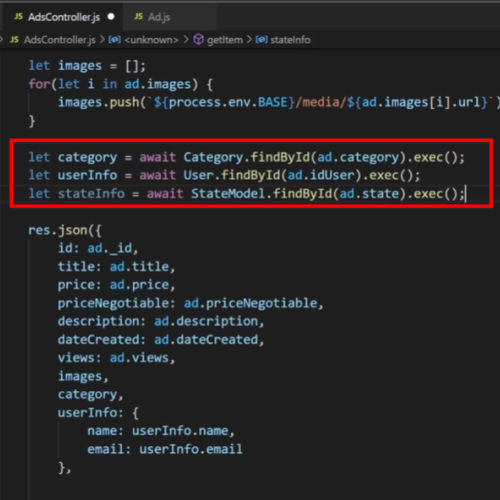 JS AdsController.js ● JS Ad.js
> JS AdsController.js > <unknown> > getItem > stateInfo
let images = [];
for(let i in ad.images) {
images.push(`${process.env.BASE}/media/${ad.images[i].url}`)
}
let category = await Category.findById(ad.category).exec();
let userInfo = await User.findById(ad.idUser).exec();
let stateInfo = await StateModel.findById(ad.state).exec();
res.json({
id: ad._id,
title: ad.title,
price: ad.price,
priceNegotiable: ad.priceNegotiable,
description: ad.description,
dateCreated: ad.dateCreated,
views: ad.views,
images,
category,
userInfo: {
name: userInfo.name,
email: userInfo.email
},